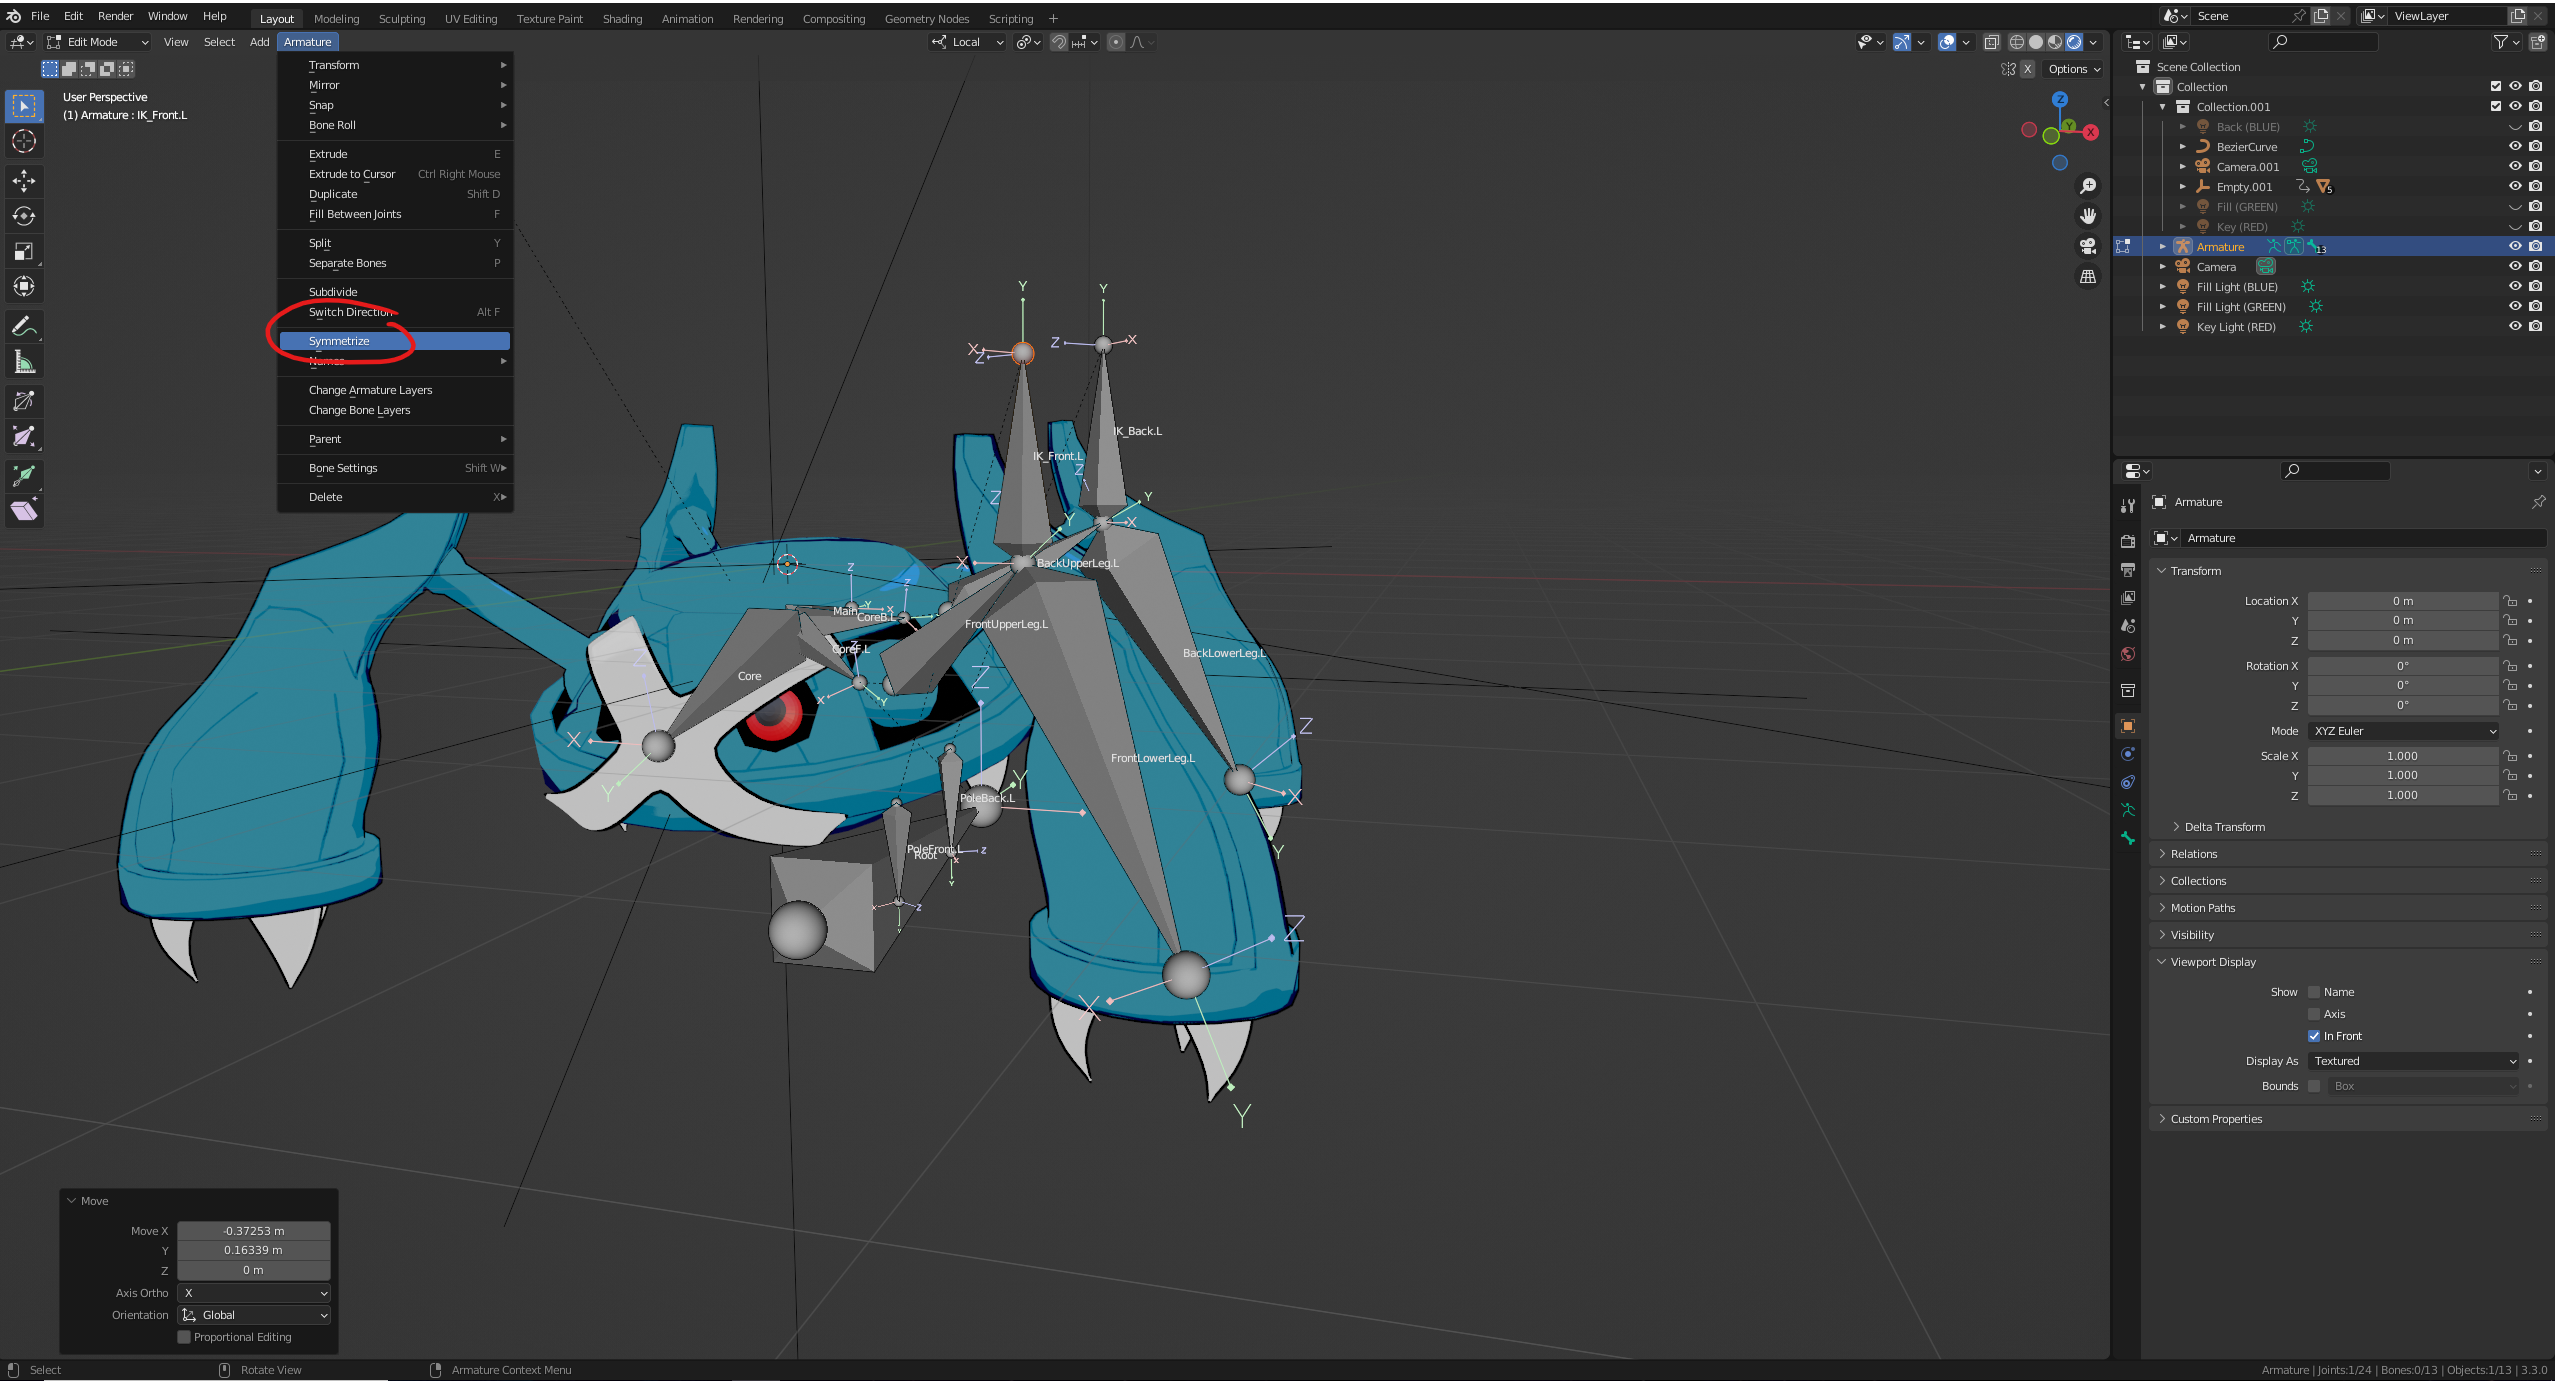 File Edit Render Window Help Layout Modeling Sculpting UV Editing Texture Paint Shading Animation Rendering Compositing Geometry Nodes Scripting + Scene ViewLayer
Edit Mode View Select Add Armature Local
X Options
User Perspective
(1) Armature : IK_Front.L
Transform
Mirror
Snap
Bone Roll
Extrude E
Extrude to Cursor Ctrl Right Mouse
Duplicate Shift D
Fill Between Joints F
Split Y
Separate Bones P
Subdivide
Switch Direction Alt F
Symmetrize
Names
Change Armature Layers
Change Bone Layers
Parent
Bone Settings Shift W
Delete X
Z
Y
X
Y
Y
X
Z
Z
X
IK_Back.L
IK_Front.L
Z
Z
Y
Y
X
X
BackUpperLeg.L
Z
Z
Main
Y
X
CoreB.L
FrontUpperLeg.L
CoreF.L
Z
BackLowerLeg.L
Z
Core
Z
X
Y
X
Z
Y
FrontLowerLeg.L
Y
PoleBack.L
X
Y
PoleFront.L
Root
Z
X
Y
X
Z
Y
Z
X
Y
Scene Collection
Collection
Collection.001
Back (BLUE)
BezierCurve
Camera.001
Empty.001 5
Fill (GREEN)
Key (RED)
Armature 13
Camera
Fill Light (BLUE)
Fill Light (GREEN)
Key Light (RED)
Armature
Armature
Transform
Location X 0 m
Y 0 m
Z 0 m
Rotation X 0°
Y 0°
Z 0°
Mode XYZ Euler
Scale X 1.000
Y 1.000
Z 1.000
Delta Transform
Relations
Collections
Motion Paths
Visibility
Viewport Display
Show Name
Axis
In Front
Display As Textured
Bounds Box
Custom Properties
Move
Move X -0.37253 m
Y 0.16339 m
Z 0 m
Axis Ortho X
Orientation Global
Proportional Editing
Select Rotate View Armature Context Menu Armature | Joints:1/24 | Bones:0/13 | Objects:1/13 | 3.3.0